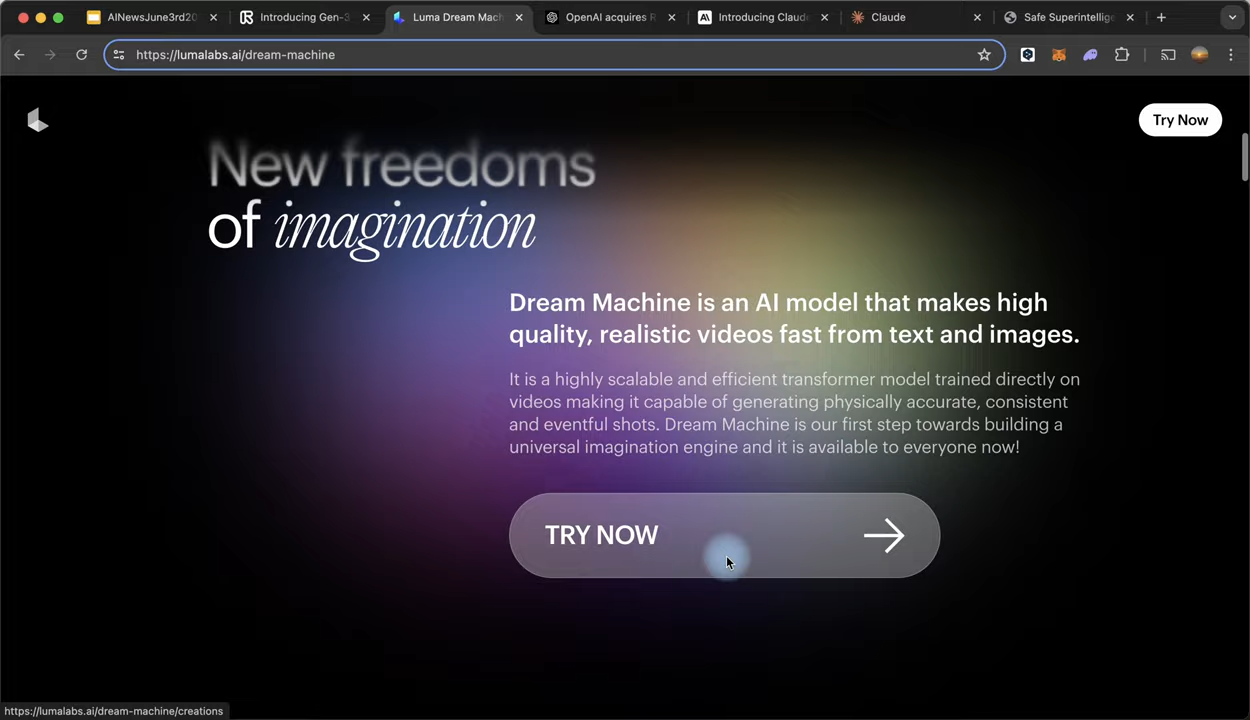 AINewsJune3rd20
Introducing Gen-3
Luma Dream Mach
OpenAI acquires R
Introducing Claude
Claude
Safe Superintellige
https://lumalabs.ai/dream-machine
Try Now
New freedoms
of imagination
Dream Machine is an AI model that makes high
quality, realistic videos fast from text and images.
It is a highly scalable and efficient transformer model trained directly on
videos making it capable of generating physically accurate, consistent
and eventful shots. Dream Machine is our first step towards building a
universal imagination engine and it is available to everyone now!
TRY NOW
https://lumalabs.ai/dream-machine/creations